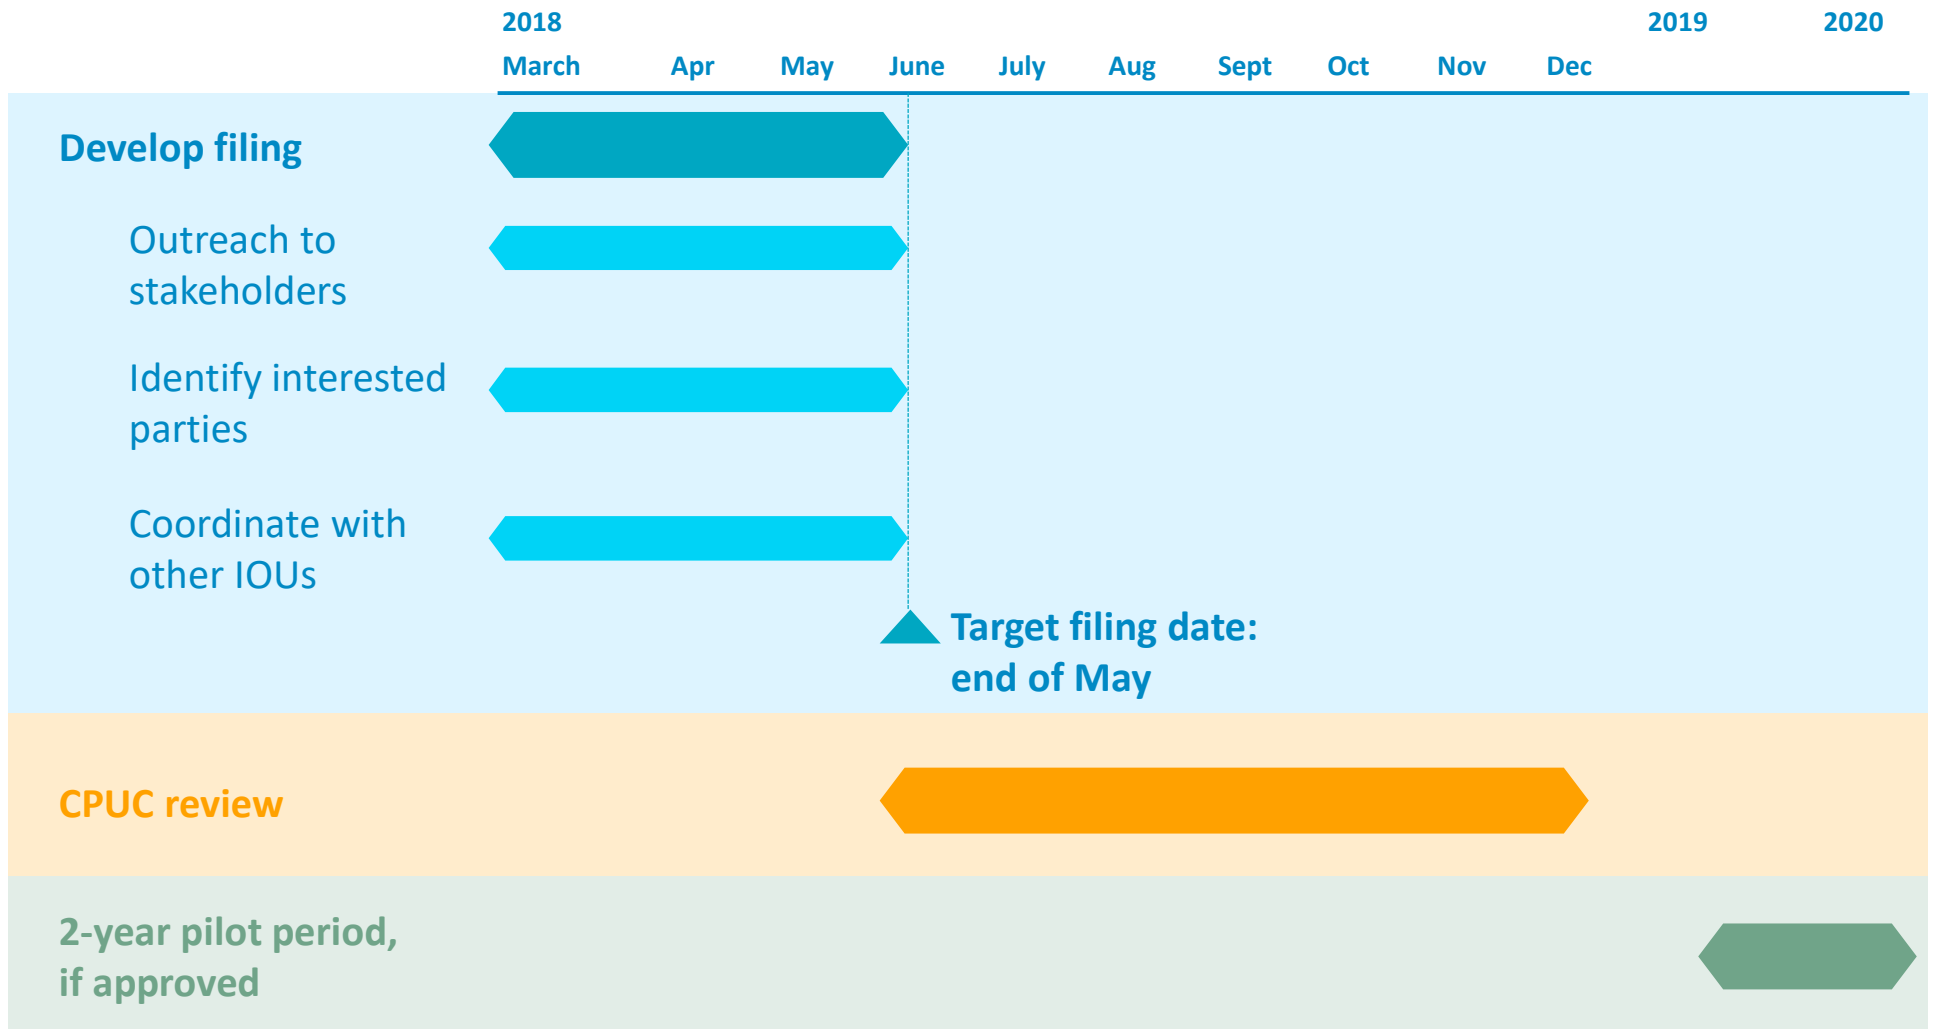 2018 2019 2020
March Apr May June July Aug Sept Oct Nov Dec
Develop filing
Outreach to
stakeholders
Identify interested
parties
Coordinate with
other IOUs
Target filing date:
end of May
CPUC review
2-year pilot period,
if approved